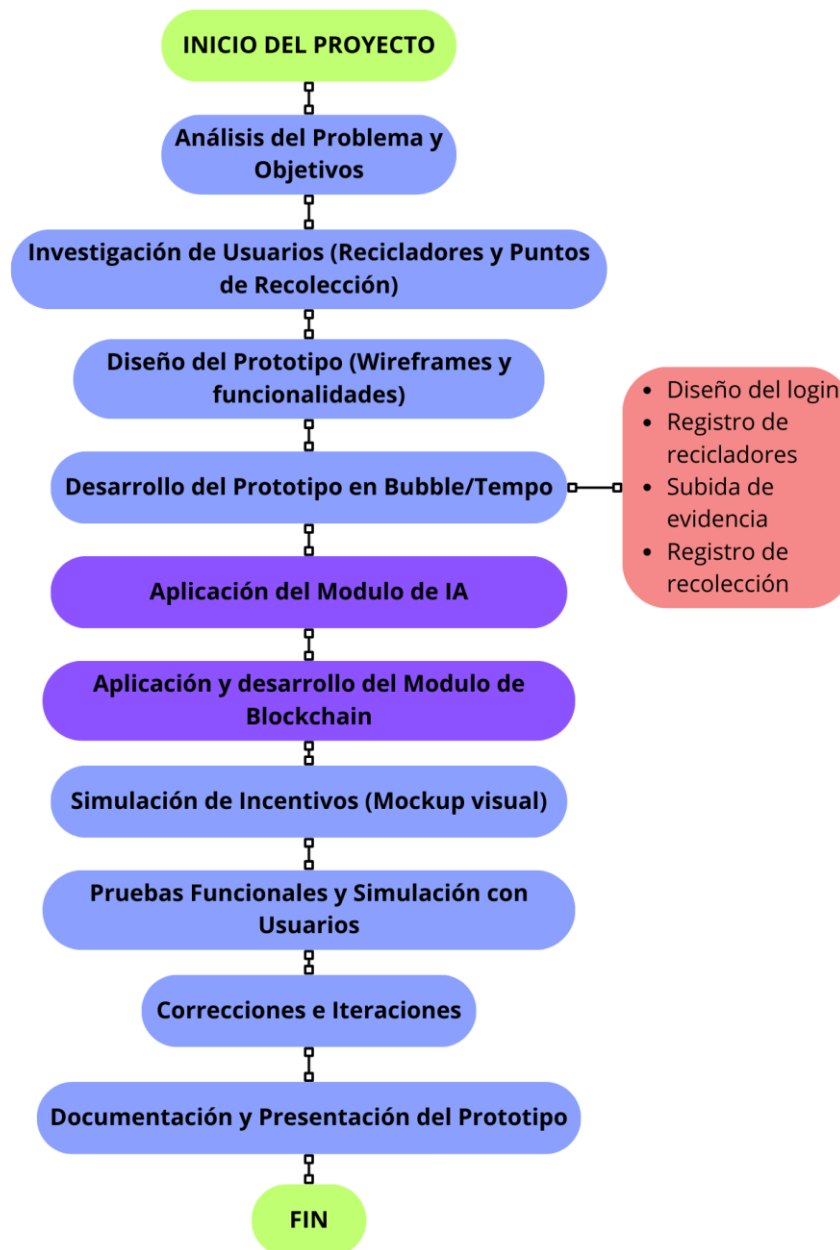 INICIO DEL PROYECTO
Análisis del Problema y
Objetivos
Investigación de Usuarios (Recicladores y Puntos
de Recolección)
Diseño del Prototipo (Wireframes y
funcionalidades)
Desarrollo del Prototipo en Bubble/Tempo
• Diseño del login
• Registro de
recicladores
• Subida de
evidencia
• Registro de
recolección
Aplicación del Modulo de IA
Aplicación y desarrollo del Modulo de
Blockchain
Simulación de Incentivos (Mockup visual)
Pruebas Funcionales y Simulación con
Usuarios
Correcciones e Iteraciones
Documentación y Presentación del Prototipo
FIN